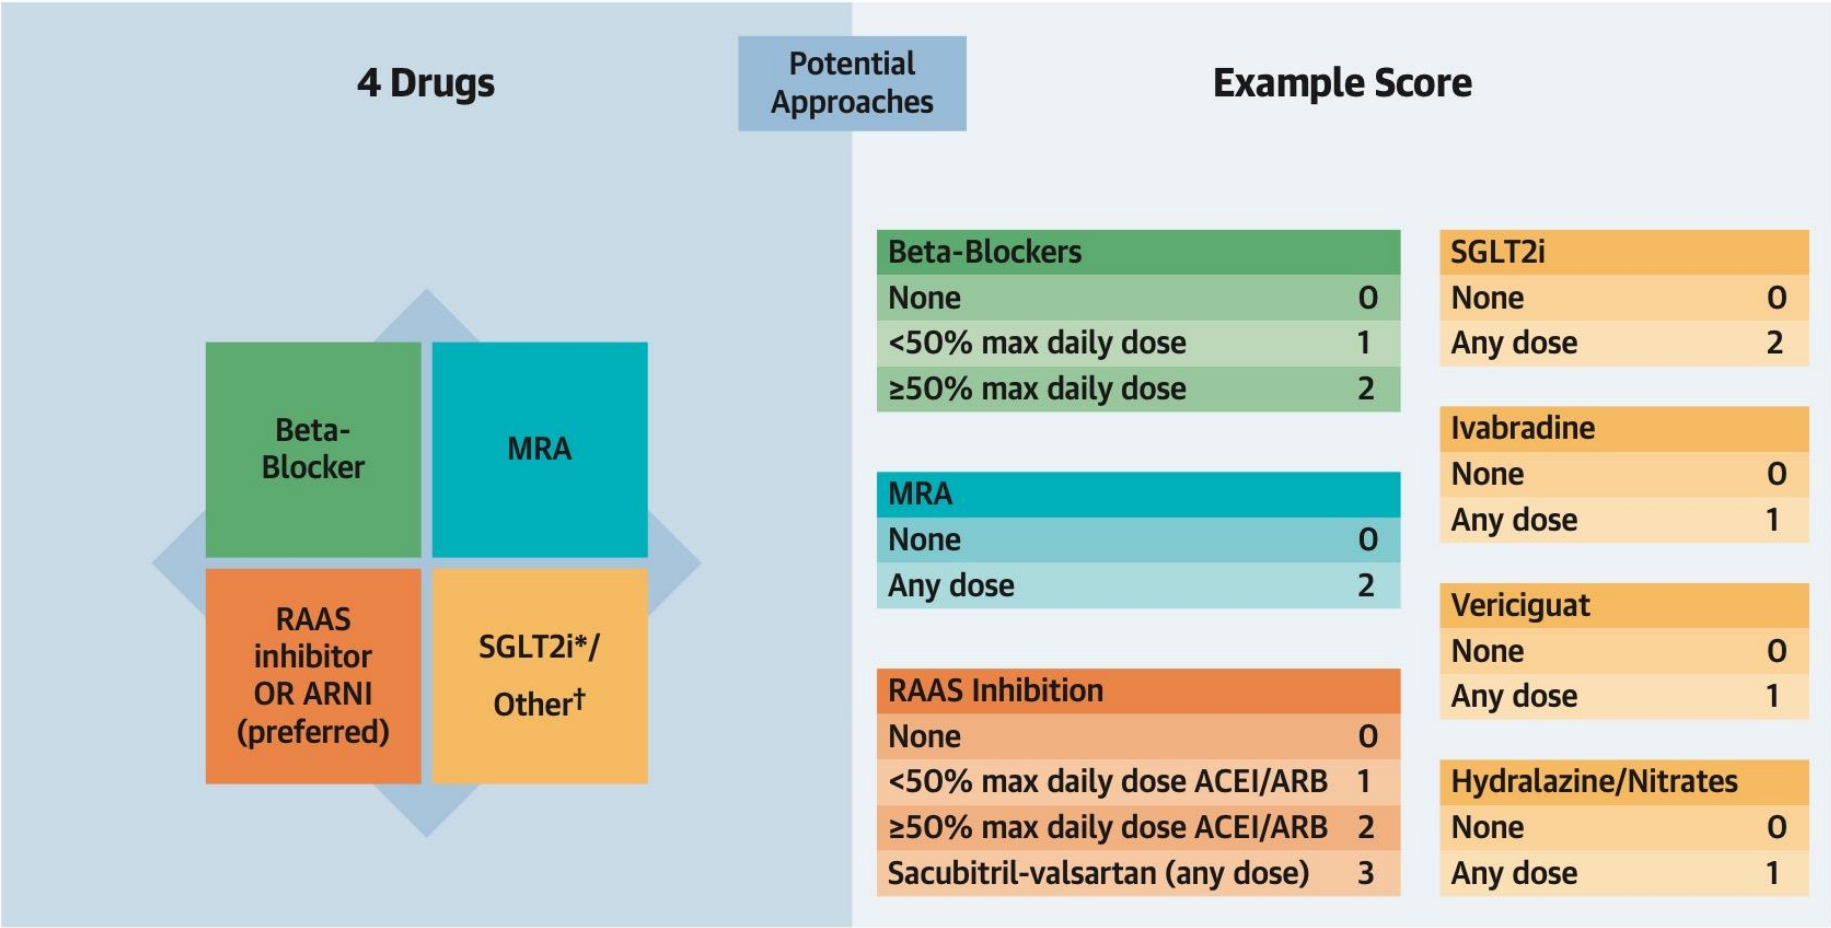 4 Drugs
Potential
Approaches
Example Score
Beta-
Blocker
MRA
RAAS
inhibitor
OR ARNI
(preferred)
SGLT2i*/
Other†
Beta-Blockers
None 0
<50% max daily dose 1
≥50% max daily dose 2
MRA
None 0
Any dose 2
RAAS Inhibition
None 0
<50% max daily dose ACEI/ARB 1
≥50% max daily dose ACEI/ARB 2
Sacubitril-valsartan (any dose) 3
SGLT2i
None 0
Any dose 2
Ivabradine
None 0
Any dose 1
Vericiguat
None 0
Any dose 1
Hydralazine/Nitrates
None 0
Any dose 1